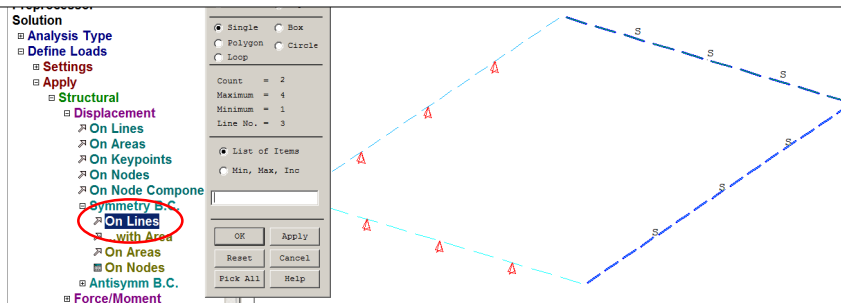 Preprocessor
Solution
Analysis Type
Define Loads
Settings
Apply
Structural
Displacement
On Lines
On Areas
On Keypoints
On Nodes
On Node Compone
Symmetry B.C.
On Lines
...with Area
On Areas
On Nodes
Antisymm B.C.
Force/Moment
Single Box
Polygon Circle
Loop
Count = 2
Maximum = 4
Minimum = 1
Line No. = 3
List of Items
Min, Max, Inc
OK Apply
Reset Cancel
Pick All Help
S
S
S
S